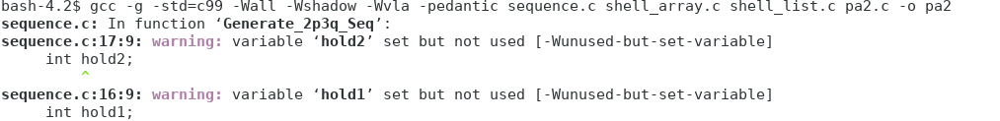 bash-4.2$ gcc -g -std=c99 -Wall -Wshadow -Wvla -pedantic sequence.c shell_array.c shell_list.c pa2.c -o pa2
sequence.c: In function ‘Generate_2p3q_Seq’:
sequence.c:17:9: warning: variable ‘hold2’ set but not used [-Wunused-but-set-variable]
     int hold2;
         ^
sequence.c:16:9: warning: variable ‘hold1’ set but not used [-Wunused-but-set-variable]
     int hold1;